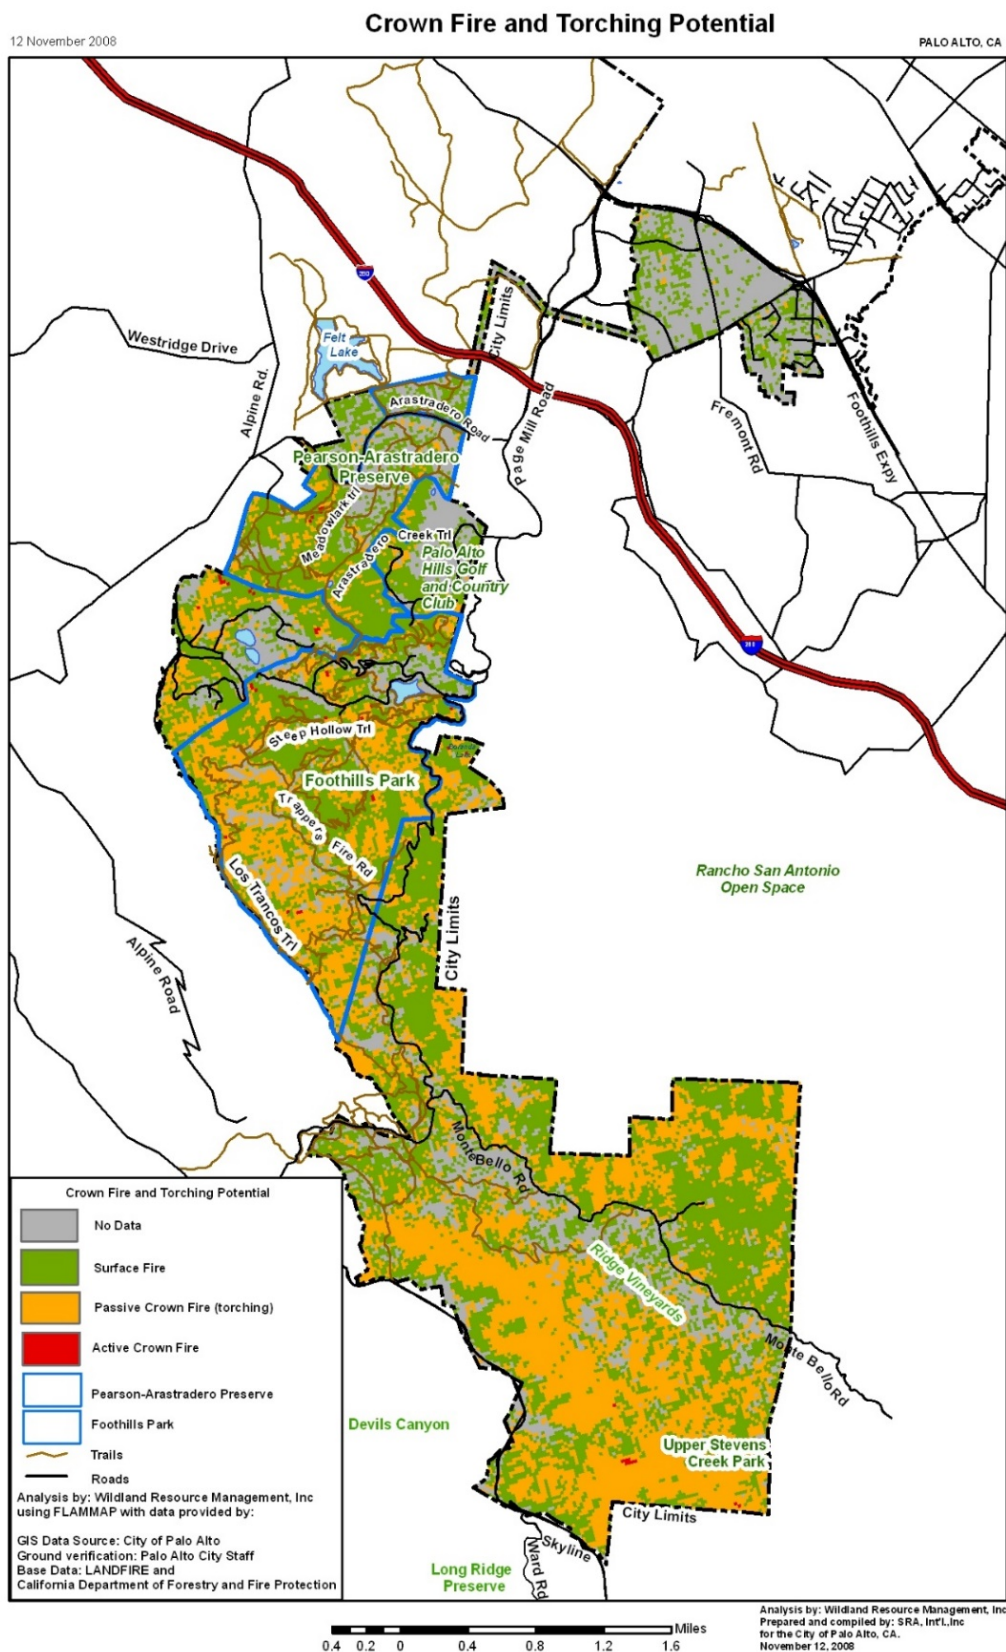 Crown Fire and Torching Potential
12 November 2008
PALO ALTO, CA
280
Felt
Lake
City Limits
Westridge Drive
Alpine Rd.
Arastradero Road
Page Mill Road
Fremont Rd
Foothills Expy
Pearson-Arastradero
Preserve
Meadowlark trl
Arastradero
Creek Trl
Palo Alto
Hills Golf
and Country
Club
Steep Hollow Trl
Foothills Park
Trappers Fire Rd
Los Trancos Trl
Rancho San Antonio
Open Space
City Limits
Alpine Road
Monte Bello Rd
Ridge Vineyards
Monte Bello Rd
Devils Canyon
Upper Stevens
Creek Park
City Limits
Skyline
Ward Rd
Long Ridge
Preserve
Crown Fire and Torching Potential
No Data
Surface Fire
Passive Crown Fire (torching)
Active Crown Fire
Pearson-Arastradero Preserve
Foothills Park
Trails
Roads
Analysis by: Wildland Resource Management, Inc
using FLAMMAP with data provided by:
GIS Data Source: City of Palo Alto
Ground verification: Palo Alto City Staff
Base Data: LANDFIRE and
California Department of Forestry and Fire Protection
Miles
0.4 0.2 0 0.4 0.8 1.2 1.6
Analysis by: Wildland Resource Management, Inc
Prepared and compiled by: SRA, Int'l.,Inc
for the City of Palo Alto, CA.
November 12, 2008